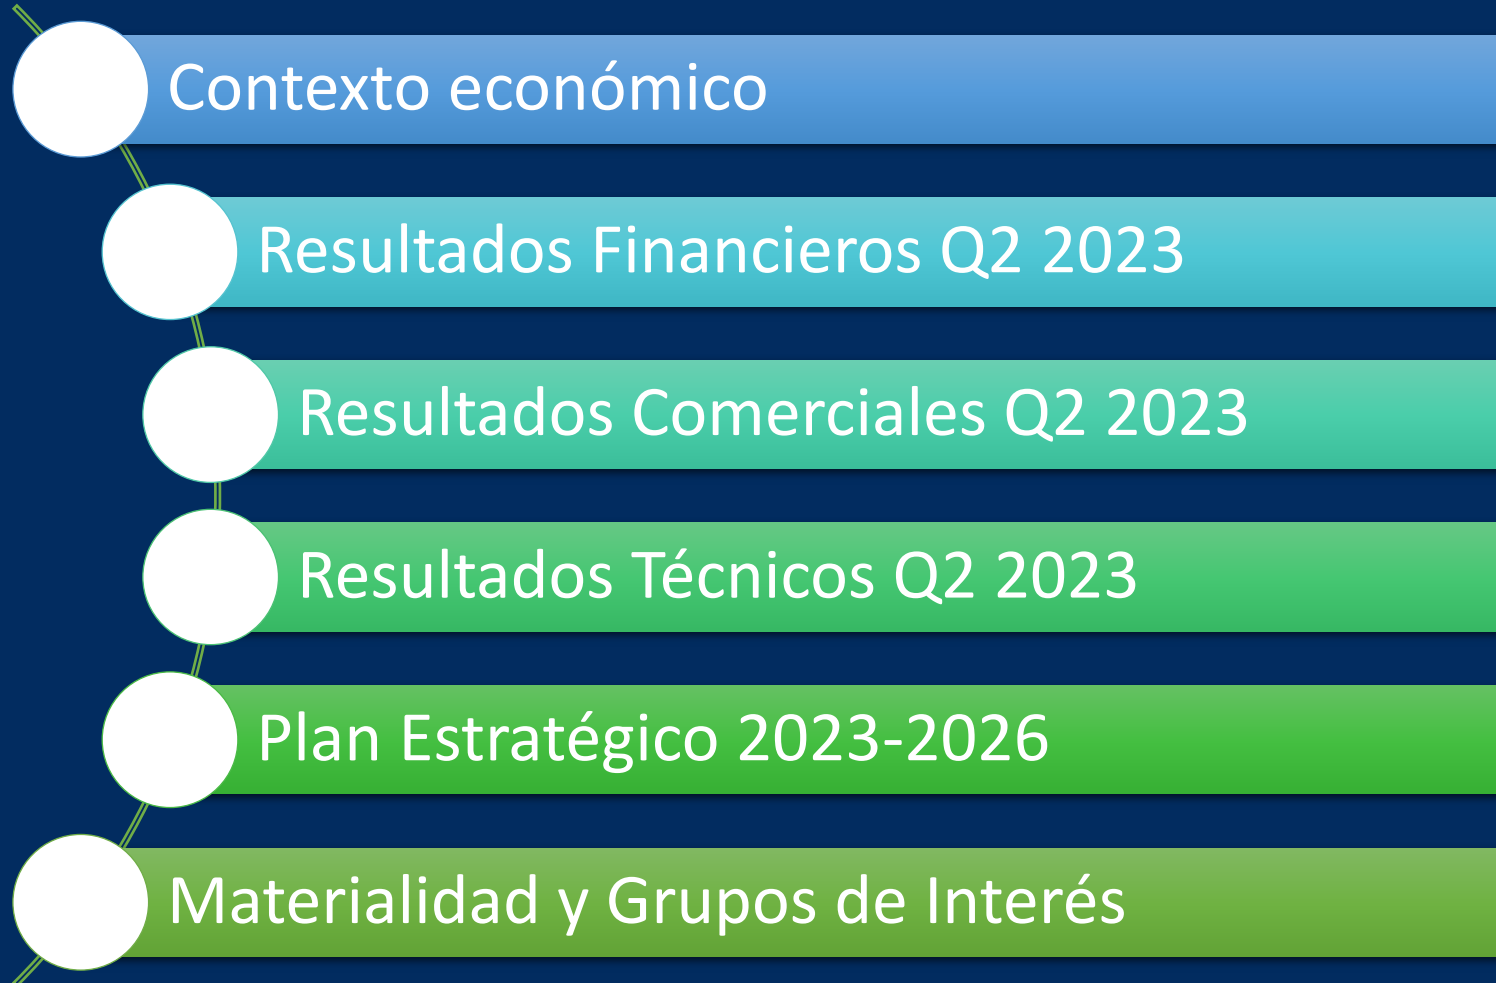 Contexto económico
Resultados Financieros Q2 2023
Resultados Comerciales Q2 2023
Resultados Técnicos Q2 2023
Plan Estratégico 2023-2026
Materialidad y Grupos de Interés